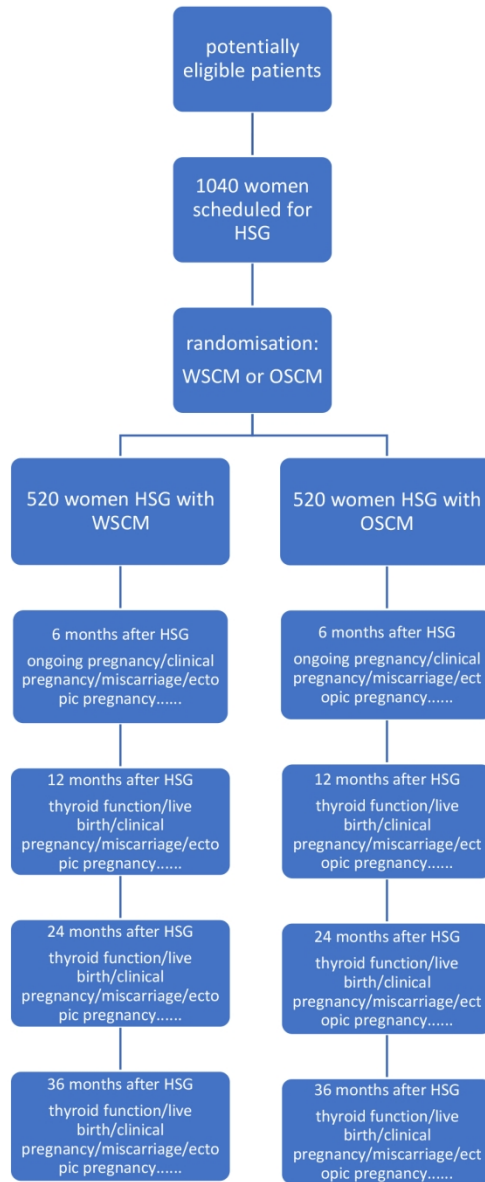 potentially
eligible patients
1040 women
scheduled for
HSG
randomisation:
WSCM or OSCM
520 women HSG with
WSCM
520 women HSG with
OSCM
6 months after HSG
ongoing pregnancy/clinical
pregnancy/miscarriage/ecto
pic pregnancy......
6 months after HSG
ongoing pregnancy/clinical
pregnancy/miscarriage/ect
opic pregnancy......
12 months after HSG
thyroid function/live
birth/clinical
pregnancy/miscarriage/ecto
pic pregnancy......
12 months after HSG
thyroid function/live
birth/clinical
pregnancy/miscarriage/ect
opic pregnancy......
24 months after HSG
thyroid function/live
birth/clinical
pregnancy/miscarriage/ecto
pic pregnancy......
24 months after HSG
thyroid function/live
birth/clinical
pregnancy/miscarriage/ect
opic pregnancy......
36 months after HSG
thyroid function/live
birth/clinical
pregnancy/miscarriage/ecto
pic pregnancy......
36 months after HSG
thyroid function/live
birth/clinical
pregnancy/miscarriage/ect
opic pregnancy......